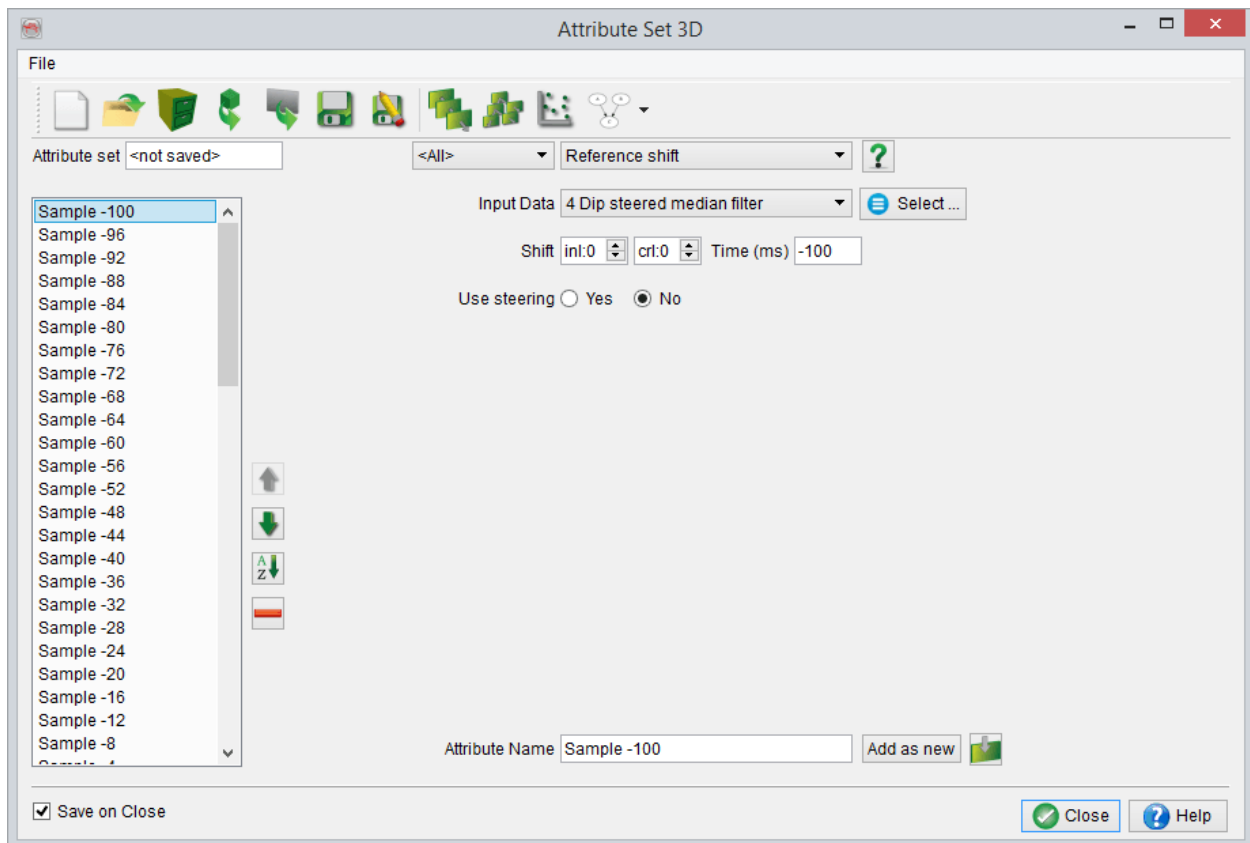 Attribute Set 3D
File
Attribute set <not saved> <All> Reference shift
Input Data 4 Dip steered median filter Select ...
Shift inl:0 crl:0 Time (ms) -100
Use steering Yes No
Sample -100
Sample -96
Sample -92
Sample -88
Sample -84
Sample -80
Sample -76
Sample -72
Sample -68
Sample -64
Sample -60
Sample -56
Sample -52
Sample -48
Sample -44
Sample -40
Sample -36
Sample -32
Sample -28
Sample -24
Sample -20
Sample -16
Sample -12
Sample -8
A
Z
Attribute Name Sample -100 Add as new
Save on Close Close Help